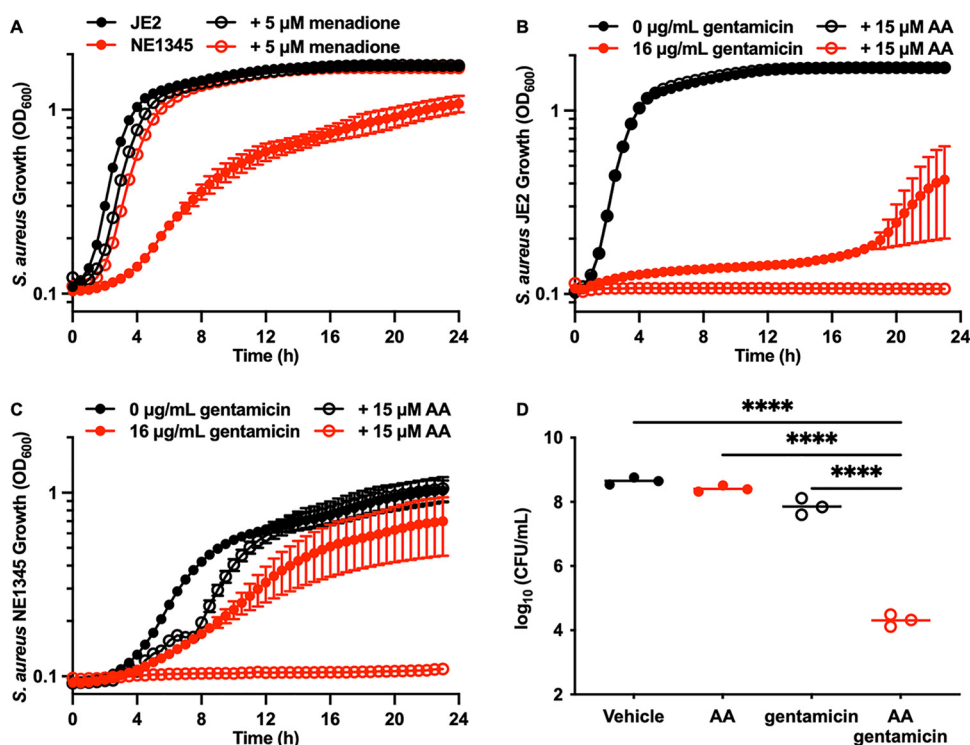 A
JE2
+ 5 μM menadione
NE1345
+ 5 μM menadione
S. aureus Growth (OD600)
1
0.1
0 4 8 12 16 20 24
Time (h)
B
0 μg/mL gentamicin
+ 15 μM AA
16 μg/mL gentamicin
+ 15 μM AA
S. aureus JE2 Growth (OD600)
1
0.1
0 4 8 12 16 20 24
Time (h)
C
0 μg/mL gentamicin
+ 15 μM AA
16 μg/mL gentamicin
+ 15 μM AA
S. aureus NE1345 Growth (OD600)
1
0.1
0 4 8 12 16 20 24
Time (h)
D
****
****
****
log10 (CFU/mL)
10
8
6
4
2
Vehicle AA gentamicin AA
gentamicin